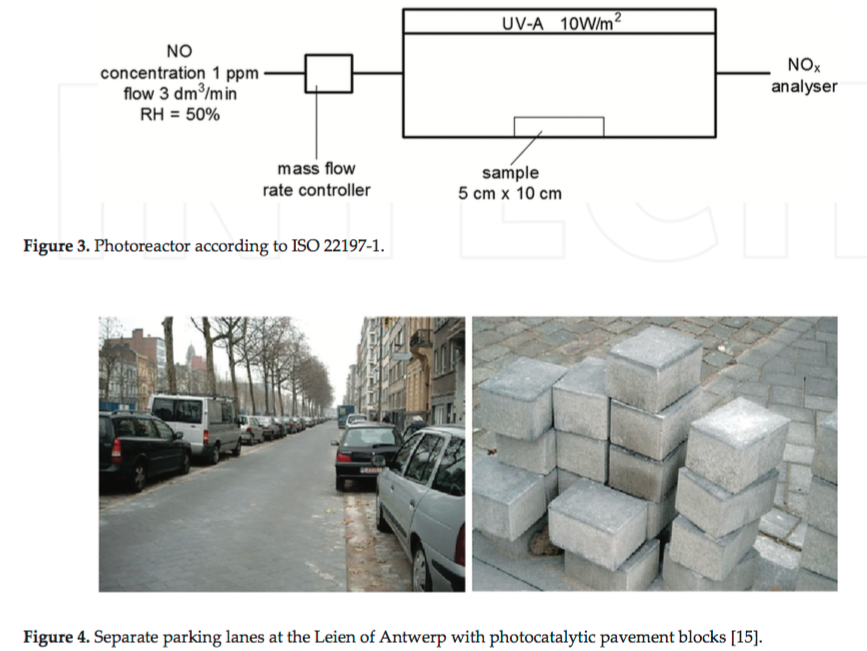 UV-A 10W/m²
NO
concentration 1 ppm
flow 3 dm³/min
RH = 50%
NOₓ
analyser
mass flow
rate controller
sample
5 cm x 10 cm
Figure 3. Photoreactor according to ISO 22197-1.
Figure 4. Separate parking lanes at the Leien of Antwerp with photocatalytic pavement blocks [15].